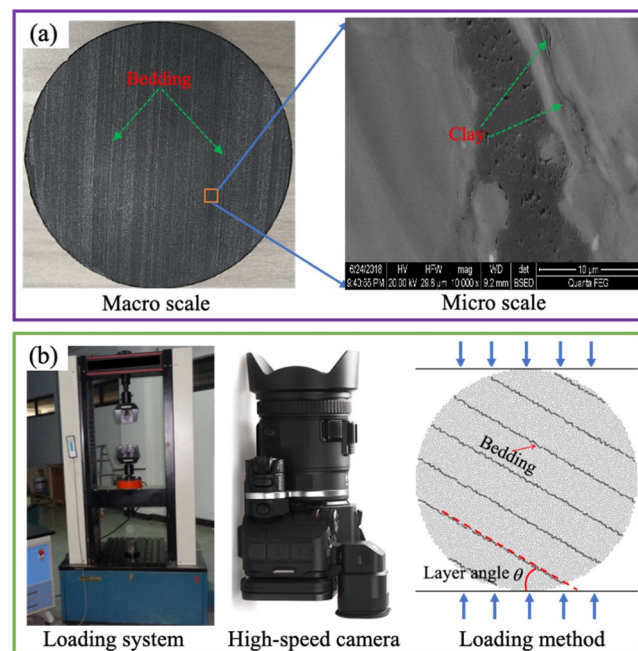 (a)
Bedding
Clay
6/24/2018 HV HFW mag WD det 10 µm
8:43:55 PM 20.00 kV 29.8 µm 10 000 x 9.2 mm BSED Quanta FEG
Macro scale
Micro scale
(b)
Bedding
Layer angle θ
Loading system
High-speed camera
Loading method